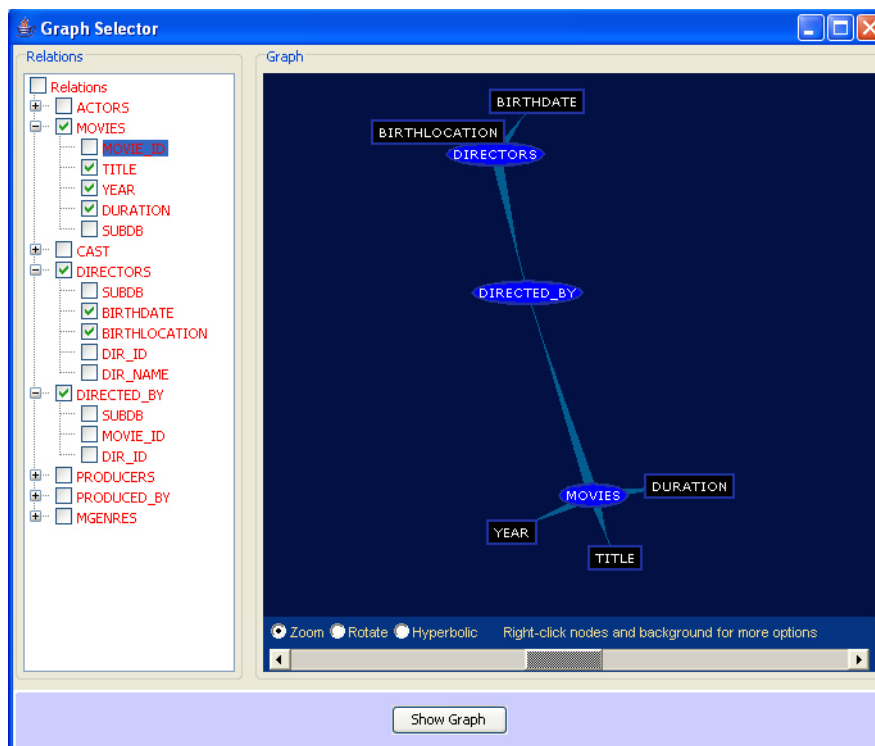 Graph Selector
Relations
Relations
ACTORS
MOVIES
MOVIE_ID
TITLE
YEAR
DURATION
SUBDB
CAST
DIRECTORS
SUBDB
BIRTHDATE
BIRTHLOCATION
DIR_ID
DIR_NAME
DIRECTED_BY
SUBDB
MOVIE_ID
DIR_ID
PRODUCERS
PRODUCED_BY
MGENRES
Graph
BIRTHDATE
BIRTHLOCATION
DIRECTORS
DIRECTED_BY
DURATION
MOVIES
YEAR
TITLE
Zoom Rotate Hyperbolic Right-click nodes and background for more options
Show Graph